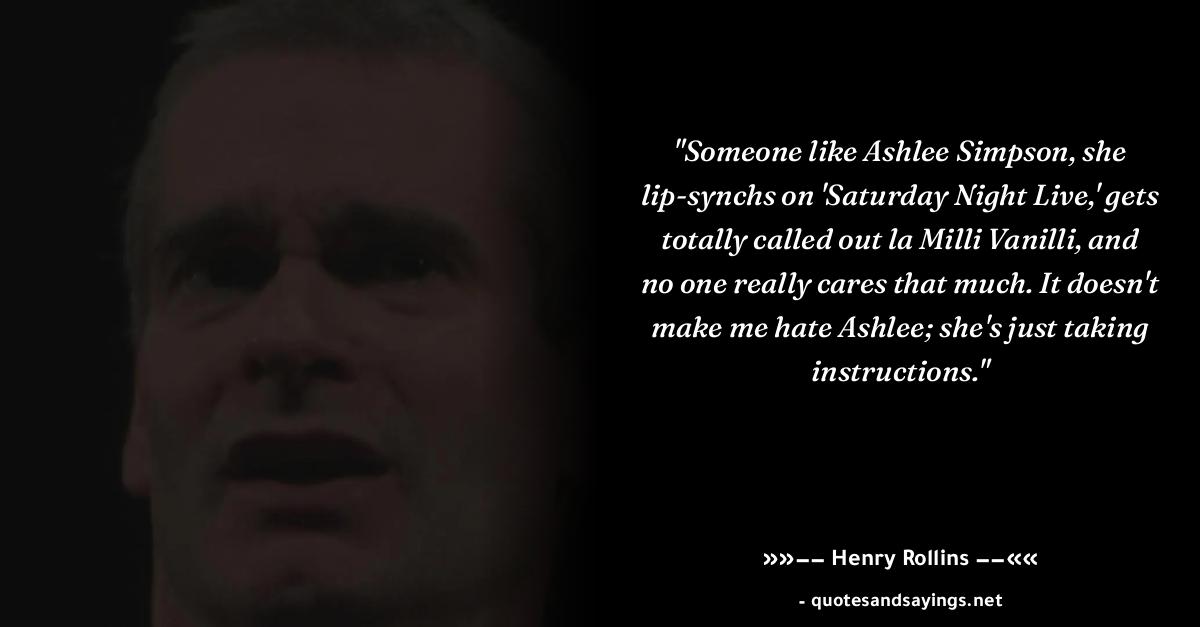 "Someone like Ashlee Simpson, she
lip-synchs on 'Saturday Night Live,' gets
totally called out la Milli Vanilli, and
no one really cares that much. It doesn't
make me hate Ashlee; she's just taking
instructions."
»»–– Henry Rollins ––««
- quotesandsayings.net